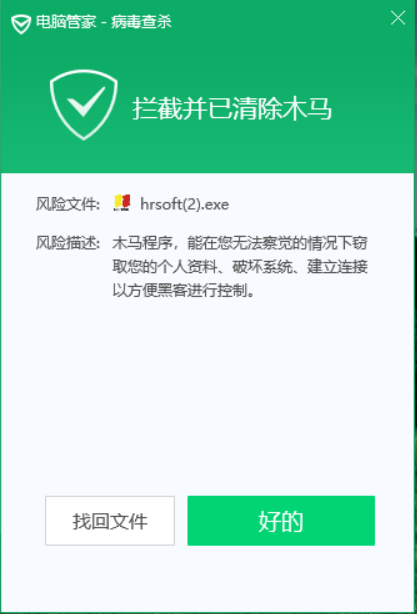 电脑管家 - 病毒查杀
拦截并已清除木马
风险文件: hrsoft(2).exe
风险描述: 木马程序，能在您无法察觉的情况下窃
取您的个人资料、破坏系统、建立连接
以方便黑客进行控制。
找回文件 好的